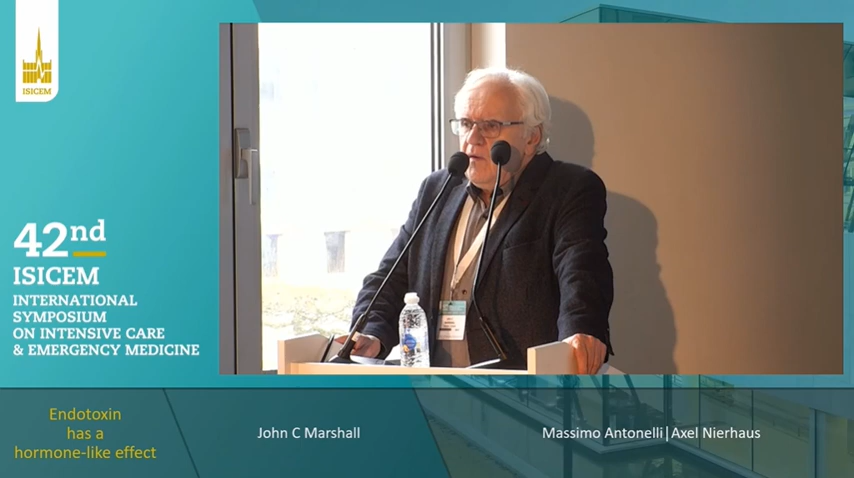 ISICEM
42nd
ISICEM
INTERNATIONAL
SYMPOSIUM
ON INTENSIVE CARE
& EMERGENCY MEDICINE
Endotoxin
has a
hormone-like effect
John C Marshall
Massimo Antonelli|Axel Nierhaus